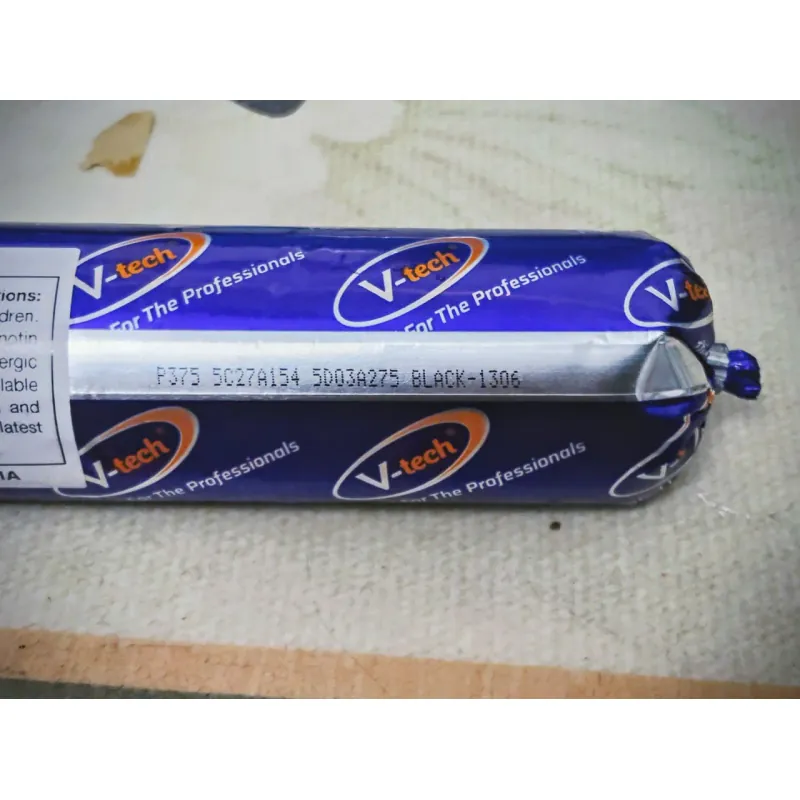 V-tech
For The Professionals
V-tech
For The Professionals
V-tech
tions:
dren.
notin
ergic
lable
and
latest
IA
P375 5C27A154 5D03A275 BLACK-1306
V-tech
For The Professionals
V-tech
For The Professionals
V-tech